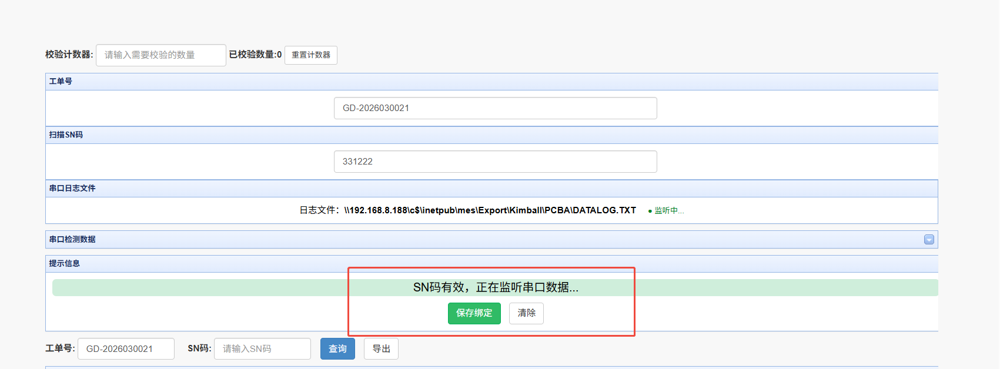 校验计数器: 请输入需要校验的数量 已校验数量:0 重置计数器
工单号
GD-2026030021
扫描SN码
331222
串口日志文件
日志文件：\\192.168.8.188\c$\inetpub\mes\Export\Kimball\PCBA\DATALOG.TXT ● 监听中...
串口检测数据
提示信息
SN码有效，正在监听串口数据...
保存绑定 清除
工单号: GD-2026030021 SN码: 请输入SN码 查询 导出